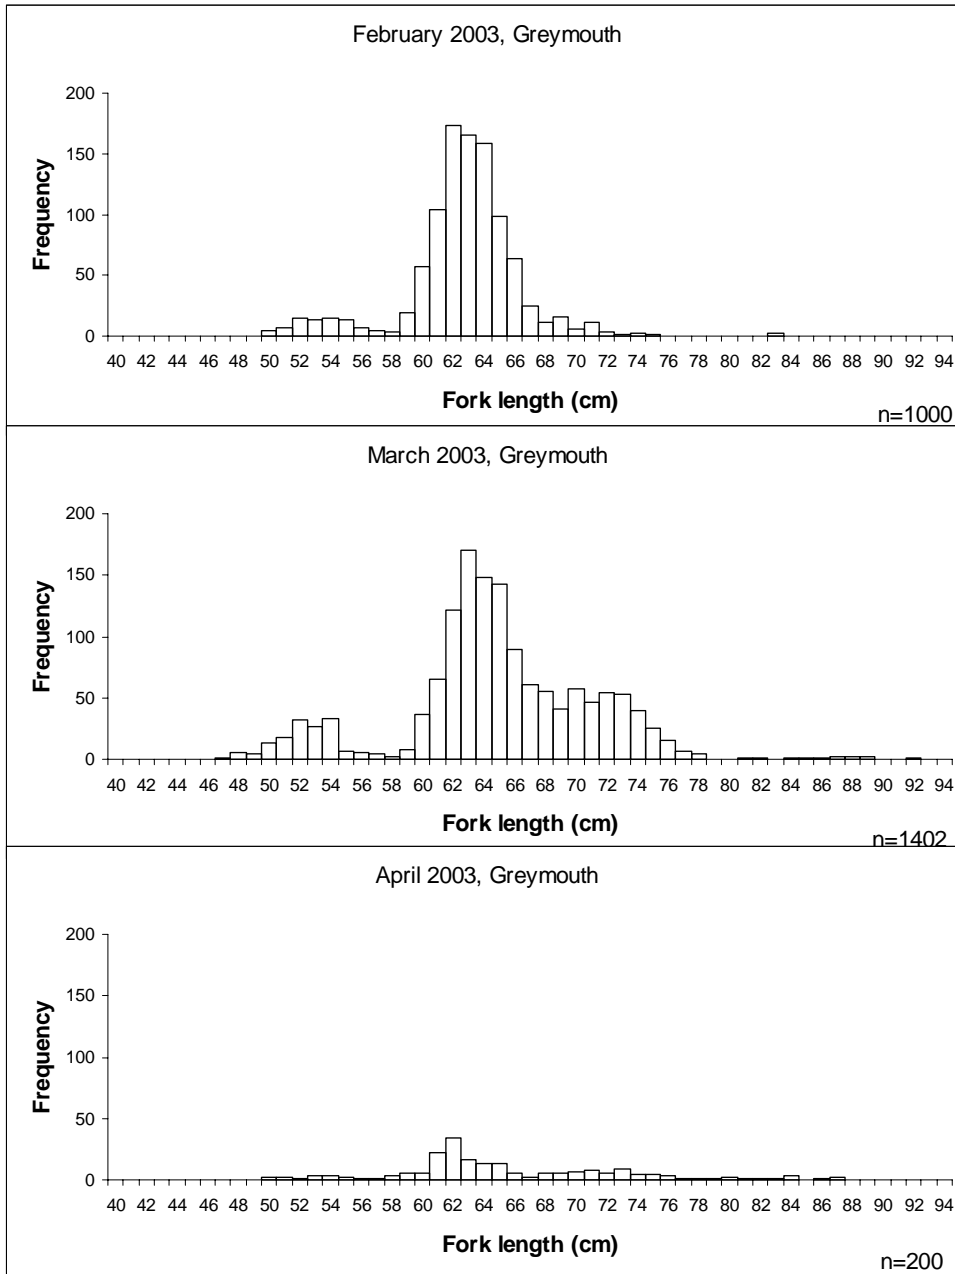 February 2003, Greymouth
200
150
100
50
0
Frequency
40 42 44 46 48 50 52 54 56 58 60 62 64 66 68 70 72 74 76 78 80 82 84 86 88 90 92 94
Fork length (cm)
n=1000
March 2003, Greymouth
200
150
100
50
0
Frequency
40 42 44 46 48 50 52 54 56 58 60 62 64 66 68 70 72 74 76 78 80 82 84 86 88 90 92 94
Fork length (cm)
n=1402
April 2003, Greymouth
200
150
100
50
0
Frequency
40 42 44 46 48 50 52 54 56 58 60 62 64 66 68 70 72 74 76 78 80 82 84 86 88 90 92 94
Fork length (cm)
n=200